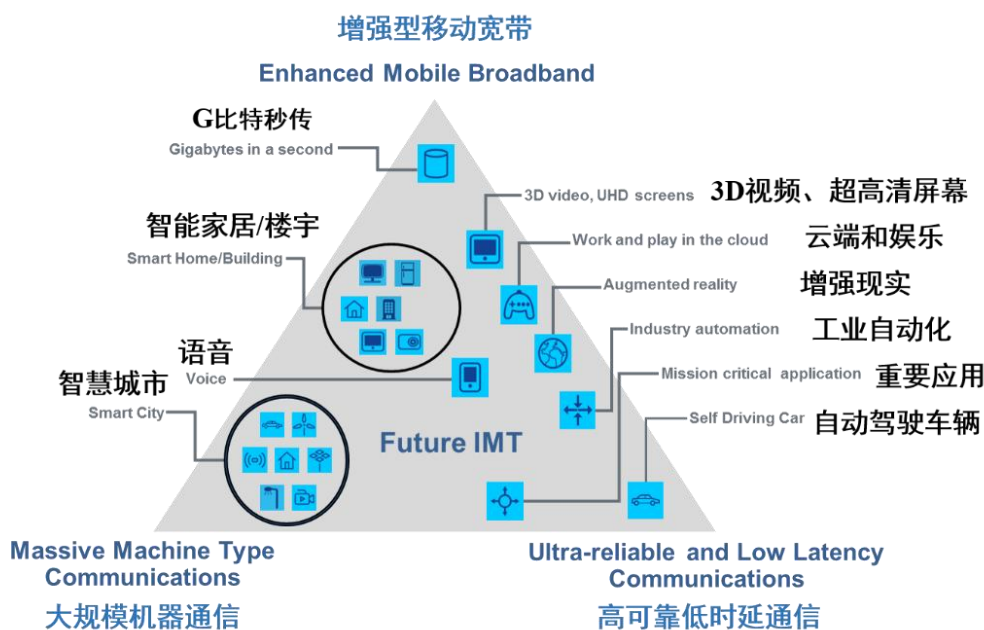 增强型移动宽带
Enhanced Mobile Broadband
G比特秒传
Gigabytes in a second
3D video, UHD screens 3D视频、超高清屏幕
智能家居/楼宇
Smart Home/Building
Work and play in the cloud 云端和娱乐
Augmented reality 增强现实
Industry automation 工业自动化
语音
Voice
Mission critical application 重要应用
智慧城市
Smart City
Self Driving Car 自动驾驶车辆
Future IMT
Massive Machine Type
Communications
大规模机器通信
Ultra-reliable and Low Latency
Communications
高可靠低时延通信